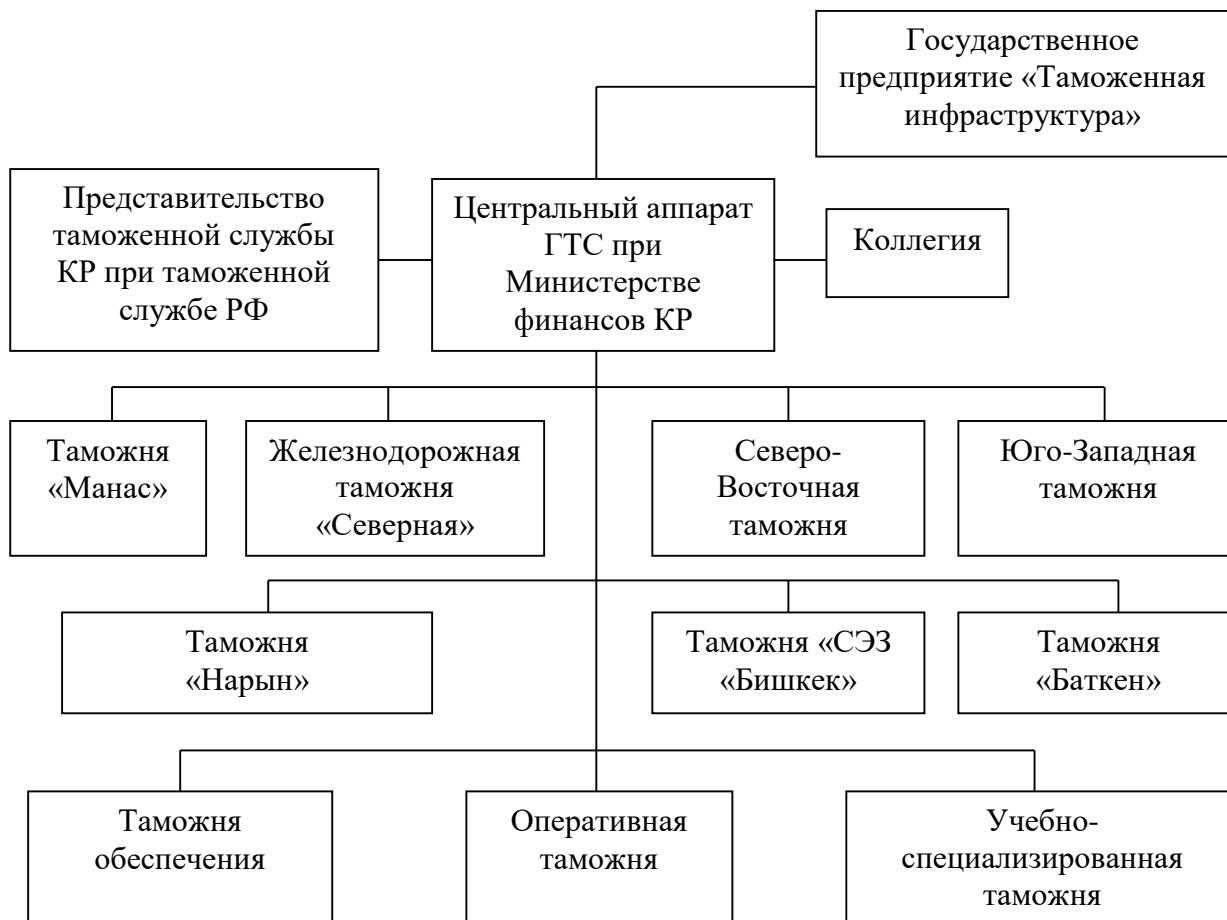 Государственное
предприятие «Таможенная
инфраструктура»
Представительство
таможенной службы
КР при таможенной
службе РФ
Центральный аппарат
ГТС при
Министерстве
финансов КР
Коллегия
Таможня
«Манас»
Железнодорожная
таможня
«Северная»
Северо-
Восточная
таможня
Юго-Западная
таможня
Таможня
«Нарын»
Таможня «СЭЗ
«Бишкек»
Таможня
«Баткен»
Таможня
обеспечения
Оперативная
таможня
Учебно-
специализированная
таможня